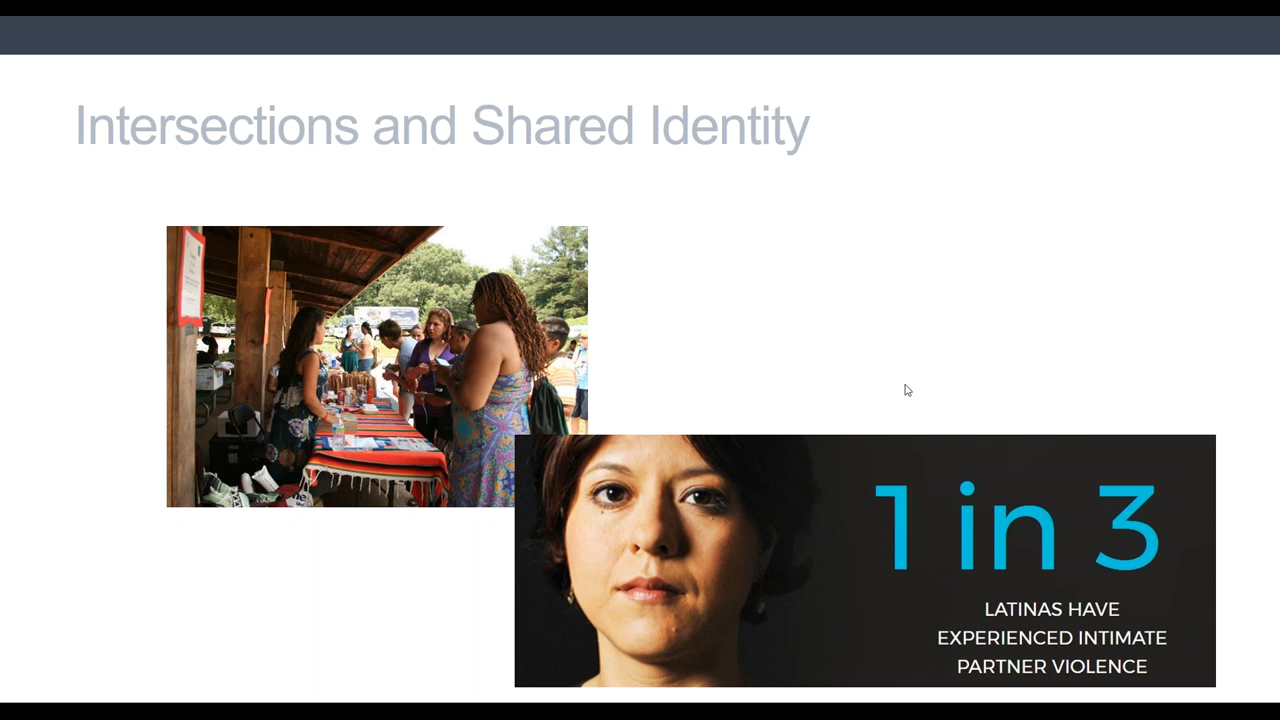 Intersections and Shared Identity
1 in 3
LATINAS HAVE
EXPERIENCED INTIMATE
PARTNER VIOLENCE